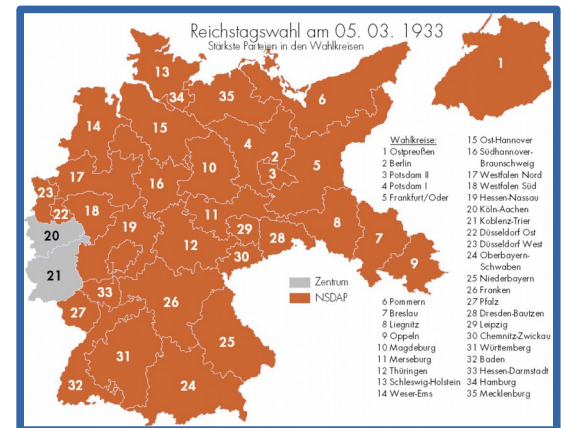 Reichstagswahl am 05. 03. 1933
Stärkste Parteien in den Wahlkreisen
1
13
34
35
6
14
15
4
2
3
5
10
17
16
23
22
18
19
11
29
28
8
7
9
12
30
20
21
33
27
26
25
31
32
24
Wahlkreise:
1 Ostpreußen
2 Berlin
3 Potsdam II
4 Potsdam I
5 Frankfurt/Oder
Zentrum
NSDAP
6 Pommern
7 Breslau
8 Liegnitz
9 Oppeln
10 Magdeburg
11 Merseburg
12 Thüringen
13 Schleswig-Holstein
14 Weser-Ems
15 Ost-Hannover
16 Südhannover-
Braunschweig
17 Westfalen Nord
18 Westfalen Süd
19 Hessen-Nassau
20 Köln-Aachen
21 Koblenz-Trier
22 Düsseldorf Ost
23 Düsseldorf West
24 Oberbayern-
Schwaben
25 Niederbayern
26 Franken
27 Pfalz
28 Dresden-Bautzen
29 Leipzig
30 Chemnitz-Zwickau
31 Württemberg
32 Baden
33 Hessen-Darmstadt
34 Hamburg
35 Mecklenburg